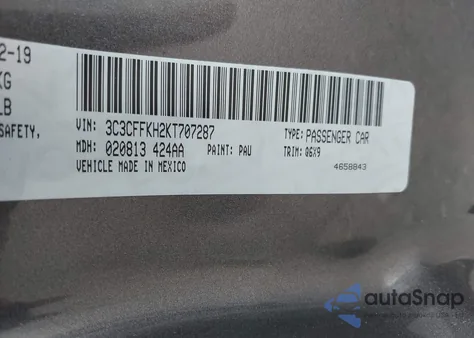 2-19
KG
LB
SAFETY,
VIN: 3C3CFFKH2KT707287
TYPE: PASSENGER CAR
MDH: 020813 424AA
PAINT: PAU
TRIM: Q6X9
VEHICLE MADE IN MEXICO
4658843
autoSnap